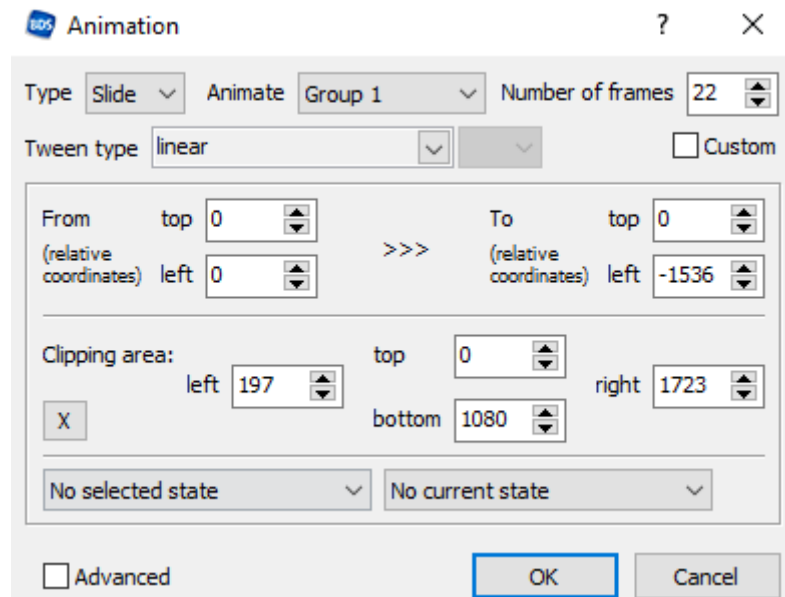 BDS Animation ? X
Type Slide Animate Group 1 Number of frames 22
Tween type linear Custom
From top 0 To top 0
(relative coordinates) left 0 >>> (relative coordinates) left -1536
Clipping area: top 0
left 197 right 1723
X bottom 1080
No selected state No current state
Advanced OK Cancel